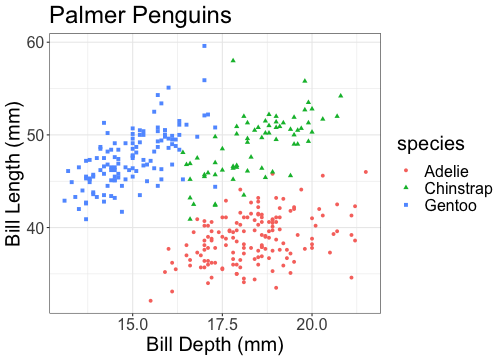 Palmer Penguins
Bill Length (mm)
60
50
40
15.0 17.5 20.0
Bill Depth (mm)
species
Adelie
Chinstrap
Gentoo